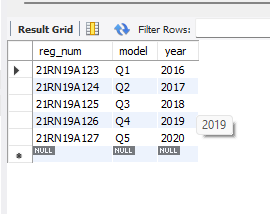 Result Grid Filter Rows:
reg_num model year
21RN19A123 Q1 2016
21RN19A124 Q2 2017
21RN19A125 Q3 2018
21RN19A126 Q4 2019 2019
21RN19A127 Q5 2020
NULL NULL NULL